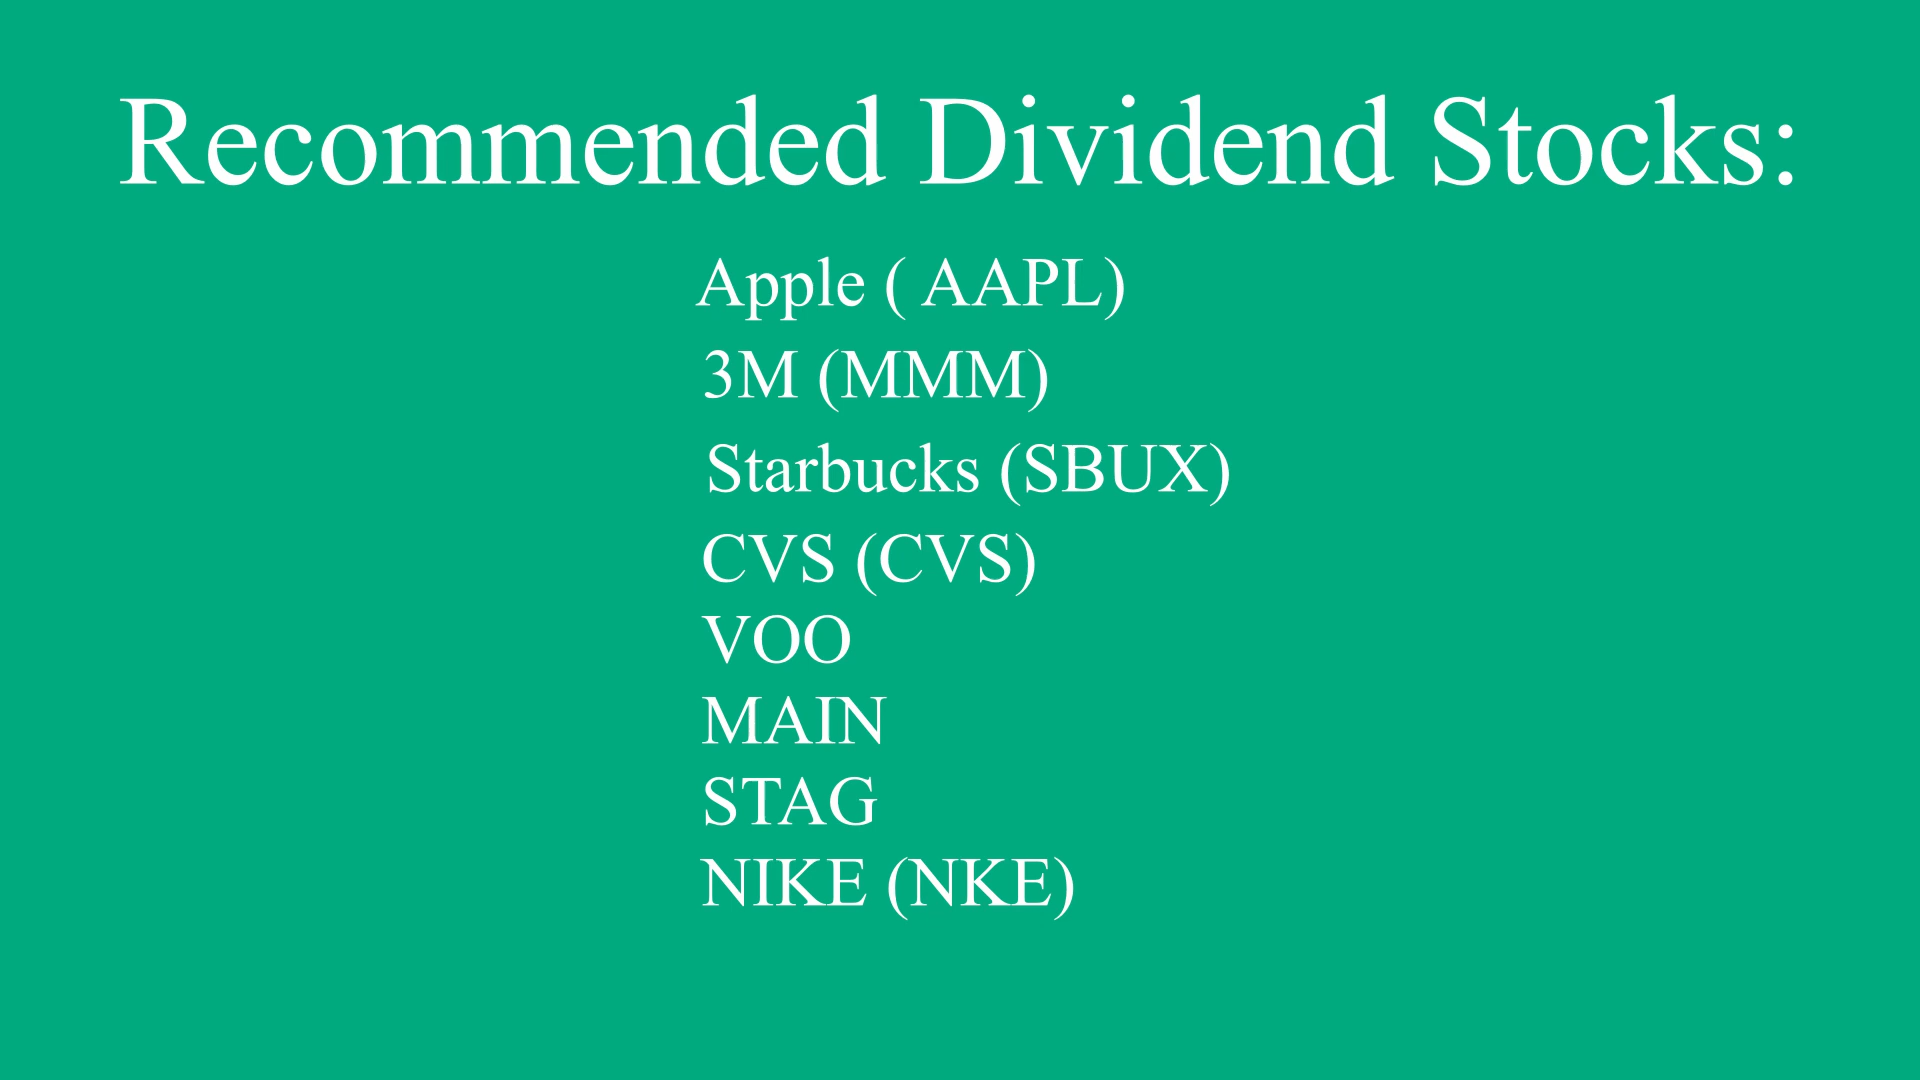 Recommended Dividend Stocks:
Apple ( AAPL)
3M (MMM)
Starbucks (SBUX)
CVS (CVS)
VOO
MAIN
STAG
NIKE (NKE)